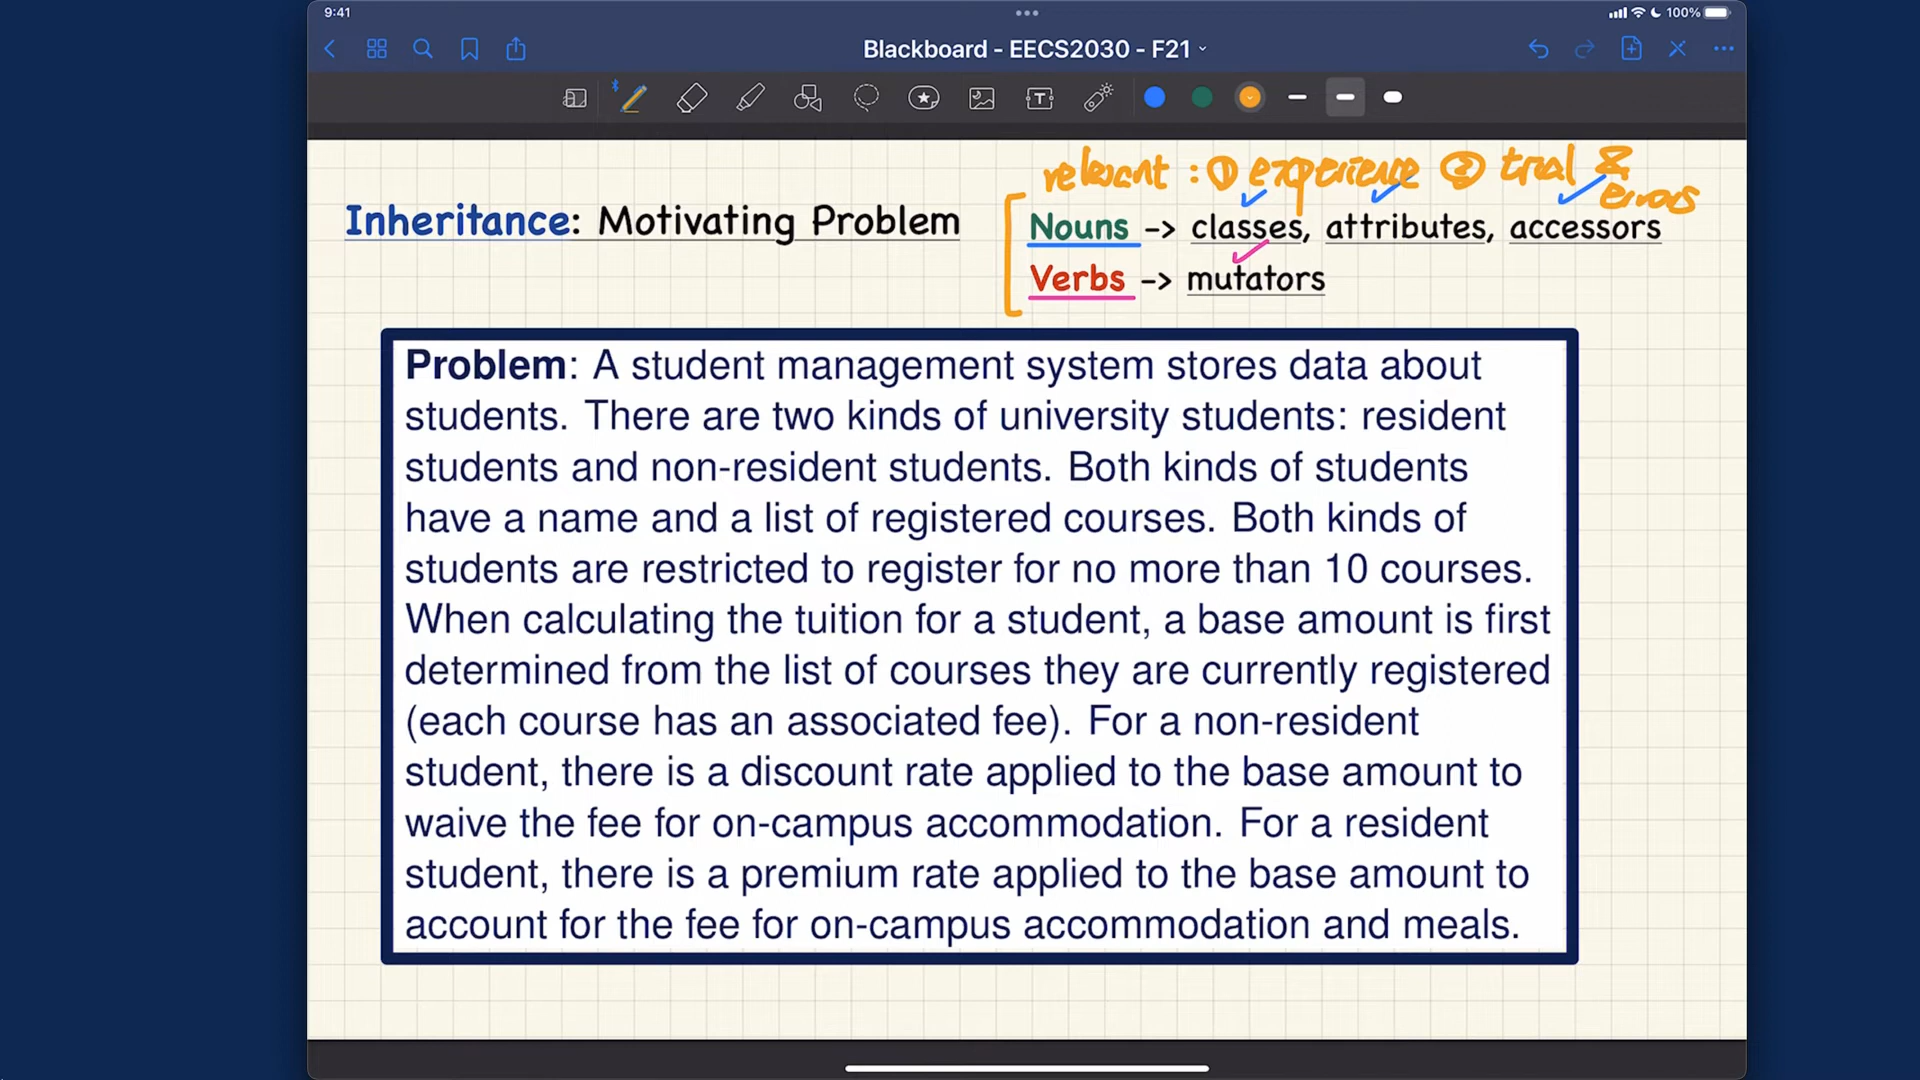 9:41
100%
Blackboard - EECS2030 - F21
relevant : ① experience ② trial & errors
Inheritance: Motivating Problem
Nouns -> classes, attributes, accessors
Verbs -> mutators
Problem: A student management system stores data about
students. There are two kinds of university students: resident
students and non-resident students. Both kinds of students
have a name and a list of registered courses. Both kinds of
students are restricted to register for no more than 10 courses.
When calculating the tuition for a student, a base amount is first
determined from the list of courses they are currently registered
(each course has an associated fee). For a non-resident
student, there is a discount rate applied to the base amount to
waive the fee for on-campus accommodation. For a resident
student, there is a premium rate applied to the base amount to
account for the fee for on-campus accommodation and meals.